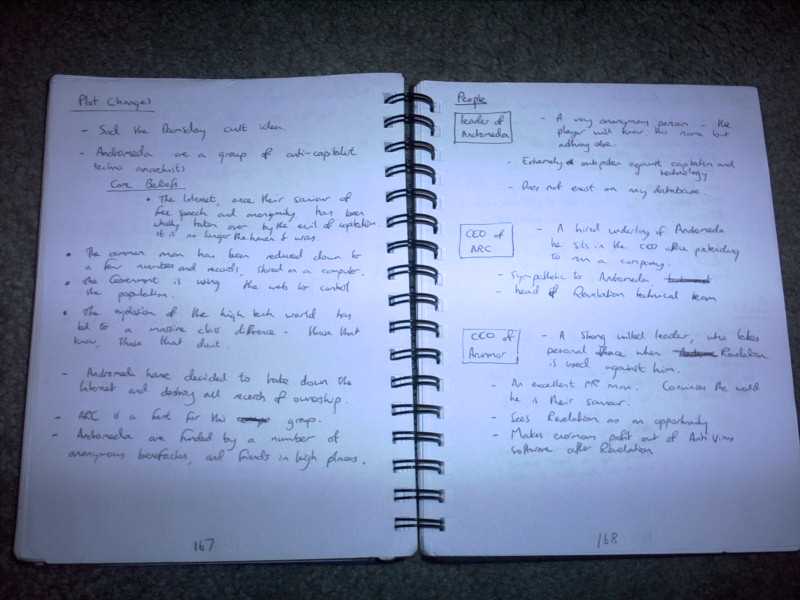 Plot Changes
- Sod the Doomsday cult idea.
- Andromeda are a group of anti-capitalist
techno anarchists.
Core Beliefs
• The Internet, once their saviour of
free speech and anonymity has been
wholly taken over by the evil of capitalism.
It is no longer the haven it was.
• The common man has been reduced down to
a few numbers and records, stored on a computer.
• The Government is using the web to control
the population.
• The explosion of the high tech world has
led to a massive class difference - those that
know, those that dont.
- Andromeda have decided to take down the
Internet and destroy all records of ownership.
- ARC is a front for this group.
- Andromeda are funded by a number of
anonymous benefactors, and friends in high places.
167
People
leader of
Andromeda
- A very anonymous person - the
player will know his name but
nothing else.
- Extremely outspoken against capitalism and
technology
- Does not exist on any database.
CEO of
ARC
- A hired underling of Andromeda
he sits in the CEO office pretending
to run a company.
- Sympathetic to Andromeda
- head of Revelation technical team
CEO of
Arunmor
- A strong willed leader, who takes
personal offence when Revelation
is used against him.
- An excellent PR man. Convinces the world
he is their saviour.
- Sees Revelation as an opportunity
- Makes enormous profit out of Anti Virus
software after Revelation
168